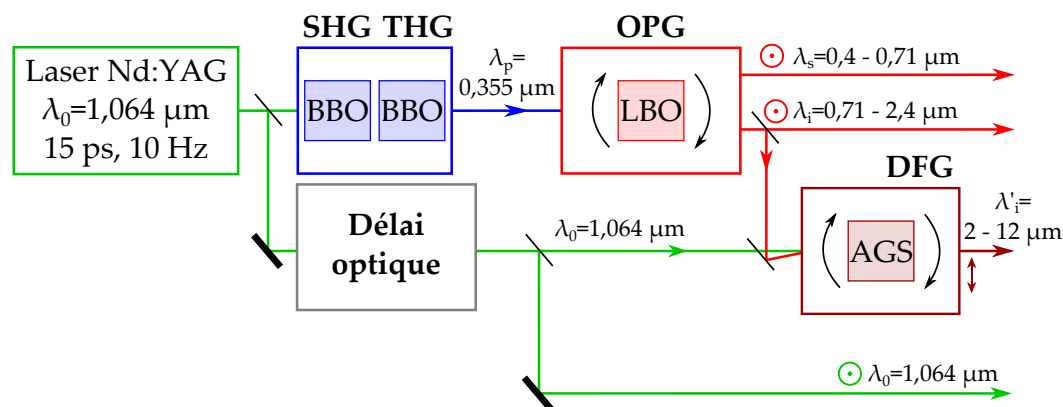 SHG THG
OPG
Laser Nd:YAG
λ₀=1,064 µm
15 ps, 10 Hz
BBO
BBO
λₚ=
0,355 µm
LBO
λₛ=0,4 - 0,71 µm
λᵢ=0,71 - 2,4 µm
DFG
Délai
optique
λ₀=1,064 µm
AGS
λ'ᵢ=
2 - 12 µm
λ₀=1,064 µm